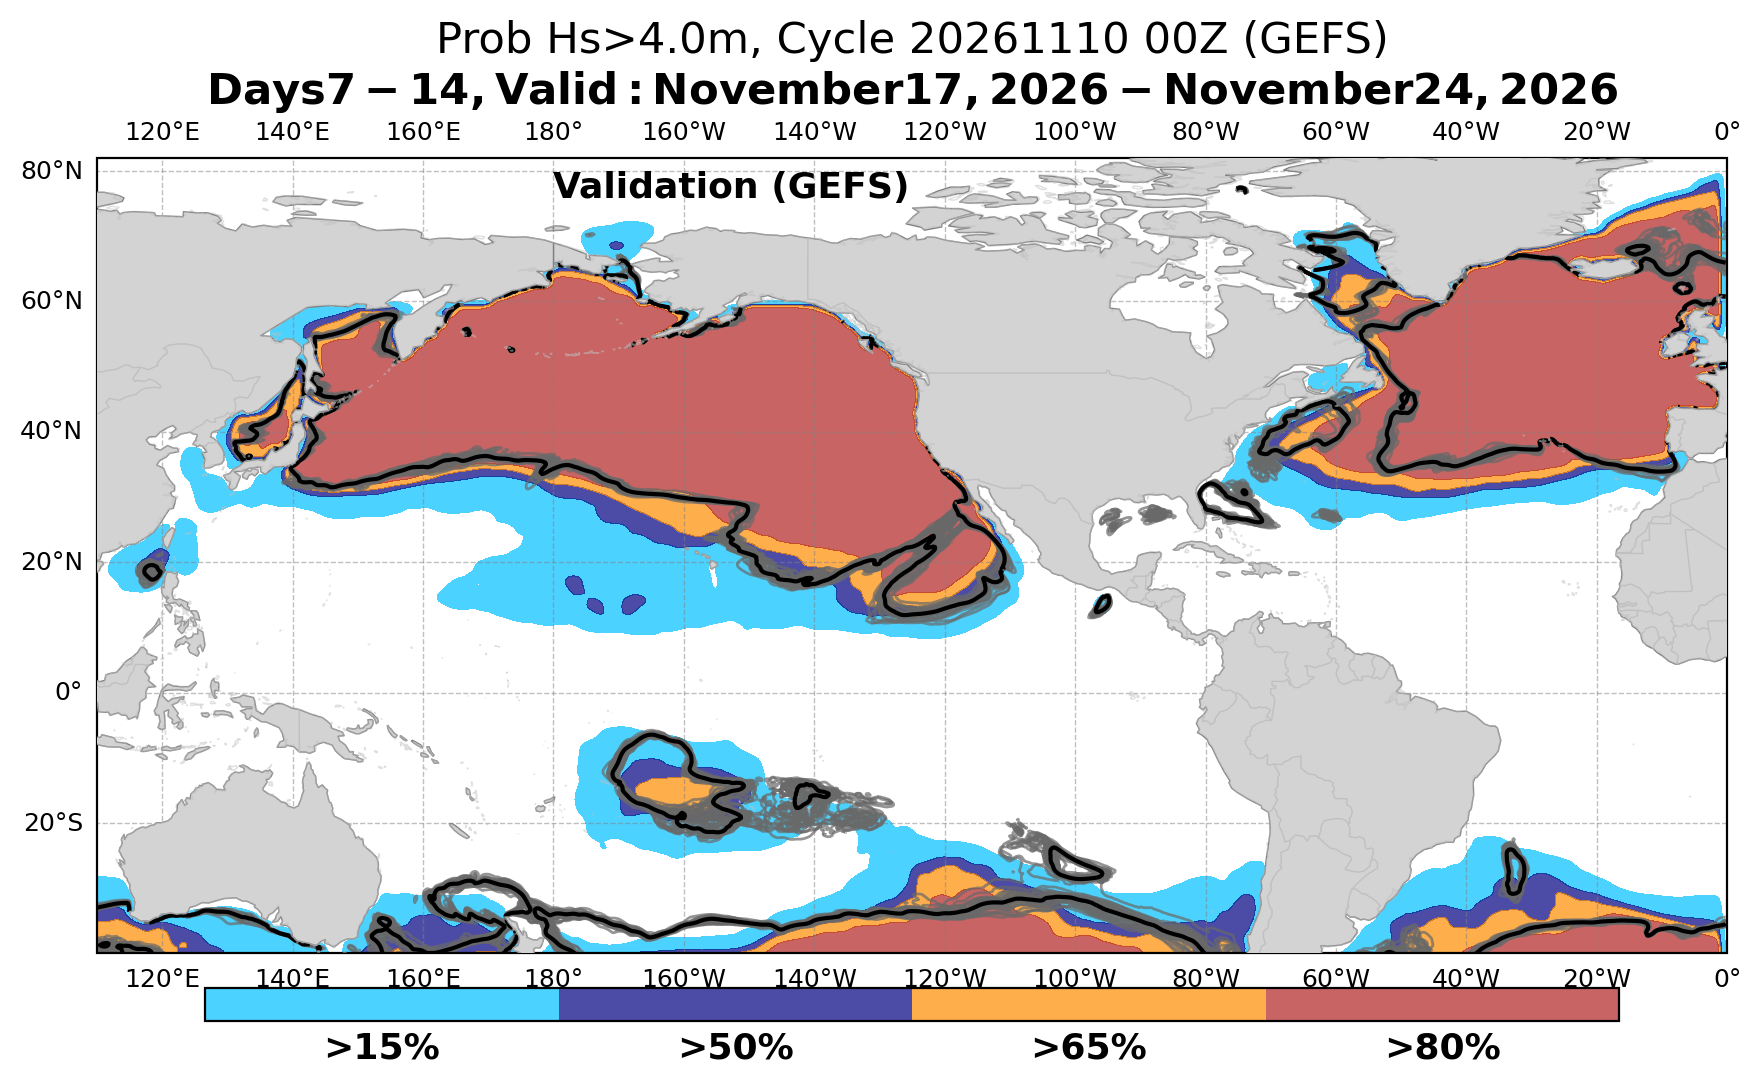 Prob Hs>4.0m, Cycle 20261110 00Z (GEFS)
Days7 − 14, Valid : November17, 2026 − November24, 2026
120°E 140°E 160°E 180° 160°W 140°W 120°W 100°W 80°W 60°W 40°W 20°W 0°
80°N
Validation (GEFS)
60°N
40°N
20°N
0°
20°S
120°E 140°E 160°E 180° 160°W 140°W 120°W 100°W 80°W 60°W 40°W 20°W 0°
>15% >50% >65% >80%